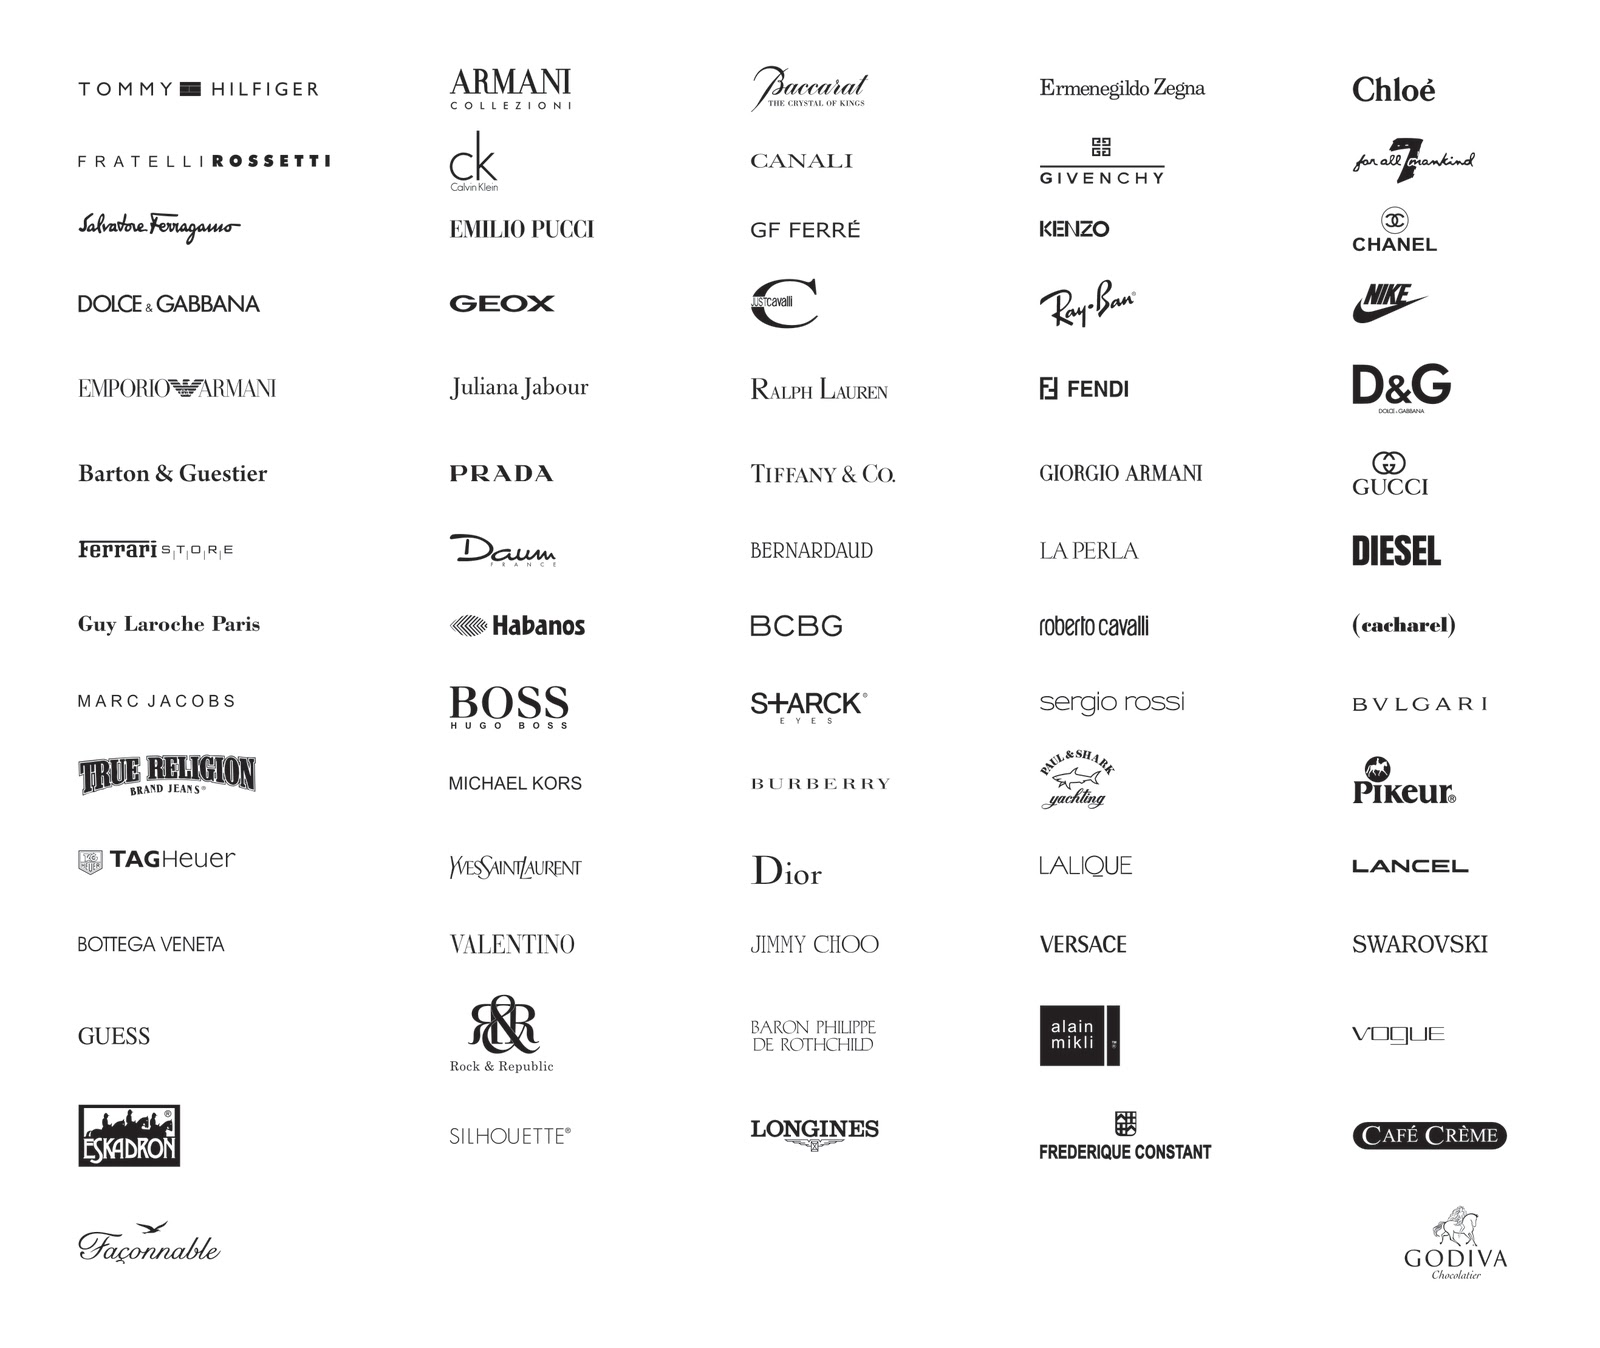 TOMMY HILFIGER
ARMANI
COLLEZIONI
Baccarat
THE CRYSTAL OF KINGS
Ermenegildo Zegna
Chloé
FRATELLI ROSSETTI
ck
Calvin Klein
CANALI
GIVENCHY
for all 7 mankind
Salvatore Ferragamo
EMILIO PUCCI
GF FERRÉ
KENZO
CHANEL
DOLCE & GABBANA
GEOX
JUST cavalli
Ray-Ban®
NIKE
EMPORIO ARMANI
Juliana Jabour
RALPH LAUREN
FENDI
D&G
DOLCE & GABBANA
Barton & Guestier
PRADA
TIFFANY & CO.
GIORGIO ARMANI
GUCCI
Ferrari STORE
Daum
FRANCE
BERNARDAUD
LA PERLA
DIESEL
Guy Laroche Paris
Habanos
BCBG
roberto cavalli
(cacharel)
MARC JACOBS
BOSS
HUGO BOSS
S+ARCK®
EYES
sergio rossi
BVLGARI
TRUE RELIGION
BRAND JEANS®
MICHAEL KORS
BURBERRY
PAUL & SHARK
yachting
Pikeur®
TAG HEUER
TAGHeuer
YVESSAINTLAURENT
Dior
LALIQUE
LANCEL
BOTTEGA VENETA
VALENTINO
JIMMY CHOO
VERSACE
SWAROVSKI
GUESS
R&R
Rock & Republic
BARON PHILIPPE
DE ROTHCHILD
alain
mikli
VOGUE
ESKADRON®
SILHOUETTE®
LONGINES
FREDERIQUE CONSTANT
CAFÉ CRÈME
Façonnable
GODIVA
Chocolatier